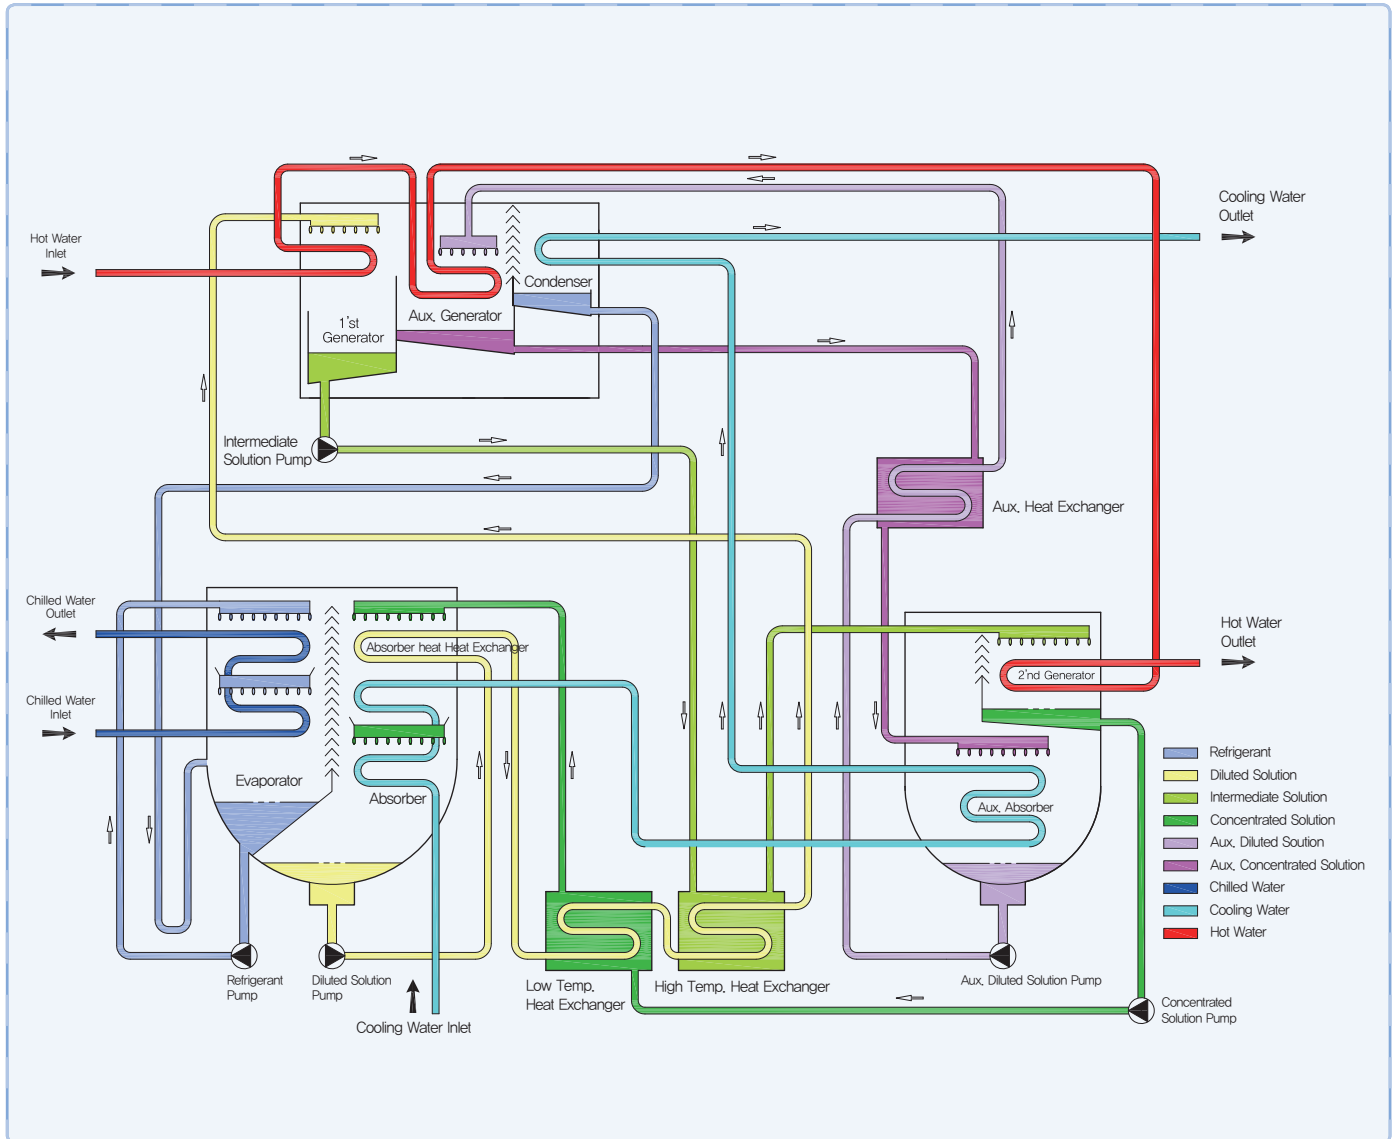 Cooling Water
Outlet
Hot Water
Inlet
Condenser
Aux. Generator
1'st
Generator
Intermediate
Solution Pump
Aux. Heat Exchanger
Chilled Water
Outlet
Absorber heat Heat Exchanger
Hot Water
Outlet
2'nd Generator
Chilled Water
Inlet
Evaporator
Absorber
Aux. Absorber
Refrigerant
Diluted Solution
Intermediate Solution
Concentrated Solution
Aux. Diluted Soution
Aux. Concentrated Solution
Chilled Water
Cooling Water
Hot Water
Refrigerant
Pump
Diluted Solution
Pump
Cooling Water Inlet
Low Temp.
Heat Exchanger
High Temp. Heat Exchanger
Aux. Diluted Solution Pump
Concentrated
Solution Pump